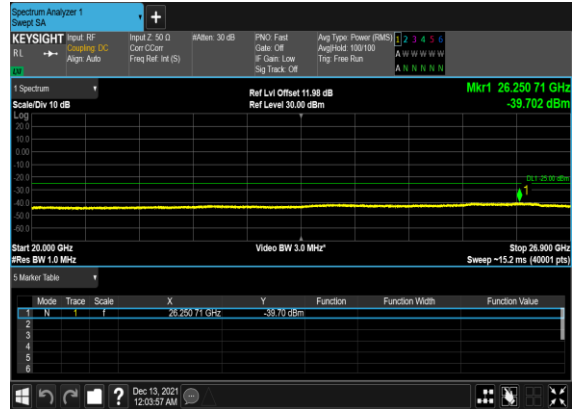 Spectrum Analyzer 1
Swept SA
+
KEYSIGHT Input: RF Input Z: 50 Ω #Atten: 30 dB PNO: Fast Avg Type: Power (RMS) 1 2 3 4 5 6
RL Coupling: DC Corr CCorr Gate: Off Avg|Hold: 100/100 A W W W W W
Align: Auto Freq Ref: Int (S) IF Gain: Low Trig: Free Run
Sig Track: Off A N N N N N
1 Spectrum Ref Lvl Offset 11.98 dB Mkr1 26.250 71 GHz
Scale/Div 10 dB Ref Level 30.00 dBm -39.702 dBm
Log
20.0
10.0
0.00
-10.0
-20.0
DL1 -25.00 dBm
-30.0
1
-40.0
-50.0
-60.0
Start 20.000 GHz Video BW 3.0 MHz* Stop 26.900 GHz
#Res BW 1.0 MHz Sweep ~15.2 ms (40001 pts)
5 Marker Table
Mode Trace Scale X Y Function Function Width Function Value
1 N 1 f 26.250 71 GHz -39.70 dBm
2
3
4
5
6
? Dec 13, 2021
12:03:57 AM